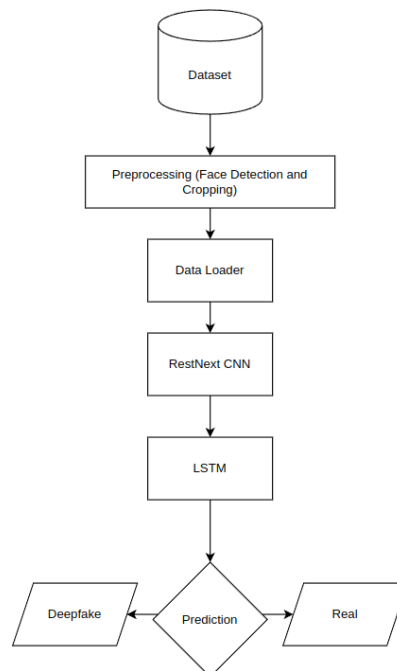 Dataset
Preprocessing (Face Detection and
Cropping)
Data Loader
RestNext CNN
LSTM
Deepfake
Prediction
Real